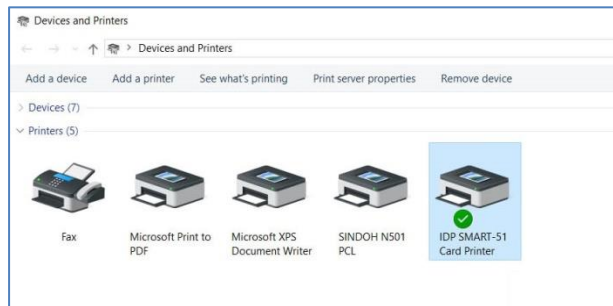 Devices and Printers
Devices and Printers
Add a device Add a printer See what's printing Print server properties Remove device
Devices (7)
Printers (5)
Fax
Microsoft Print to
PDF
Microsoft XPS
Document Writer
SINDOH N501
PCL
IDP SMART-51
Card Printer